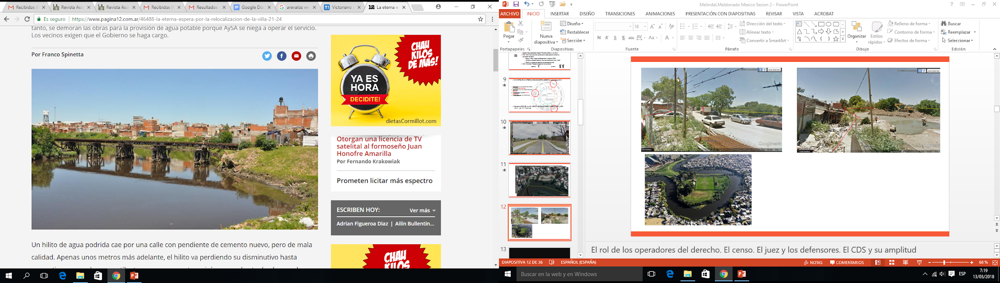 Recibidos (
Revista Asc
Revista Asc
Recibidos (
Resultados
Google Doc
arevalos ve
Victoriano
La eterna e
Es seguro
https://www.pagina12.com.ar/46488-la-eterna-espera-por-la-relocalizacion-de-la-villa-21-24
tanto, se demoran las obras para la provisión de agua potable porque AySA se niega a operar el servicio.
Los vecinos exigen que el Gobierno se haga cargo.
Por Franco Spinetta
CHAU
KILOS
DE MAS!
YA ES
HORA
DECIDITE!
dietasCormillot.com
Otorgan una licencia de TV
satelital al formoseño Juan
Honofre Amarilla
Por Fernando Krakowiak
Prometen licitar más espectro
ESCRIBEN HOY:
Ver más
Adrian Figueroa Diaz | Ailín Bullentin...
CHAU
KILOS
Un hilito de agua podrida cae por una calle con pendiente de cemento nuevo, pero de mala
calidad. Apenas unos metros más adelante, el hilito va perdiendo su disminutivo hasta
MelindaLMaldonado Mexico Sesion 2 - PowerPoint
ARCHIVO INICIO INSERTAR DISEÑO TRANSICIONES ANIMACIONES PRESENTACIÓN CON DIAPOSITIVAS REVISAR VISTA ACROBAT
Pegar
Portapapeles
Nueva
diapositiva
Diseño
Restablecer
Sección
Diapositivas
18
N K S S abc AV Aa A
Fuente
Dirección del texto
Alinear texto
Convertir a SmartArt
Párrafo
Organizar
Estilos
rápidos
Relleno de forma
Contorno de forma
Efectos de forma
Dibujo
Buscar
Reemplazar
Seleccionar
Edición
9
10
11
12
13
El rol de los operadores del derecho. El censo. El juez y los defensores. El CDS y su amplitud
DIAPOSITIVA 12 DE 36
ESPAÑOL (ESPAÑA)
NOTAS
COMENTARIOS
68 %
Buscar en la web y en Windows
ESP
7:19
13/03/2018